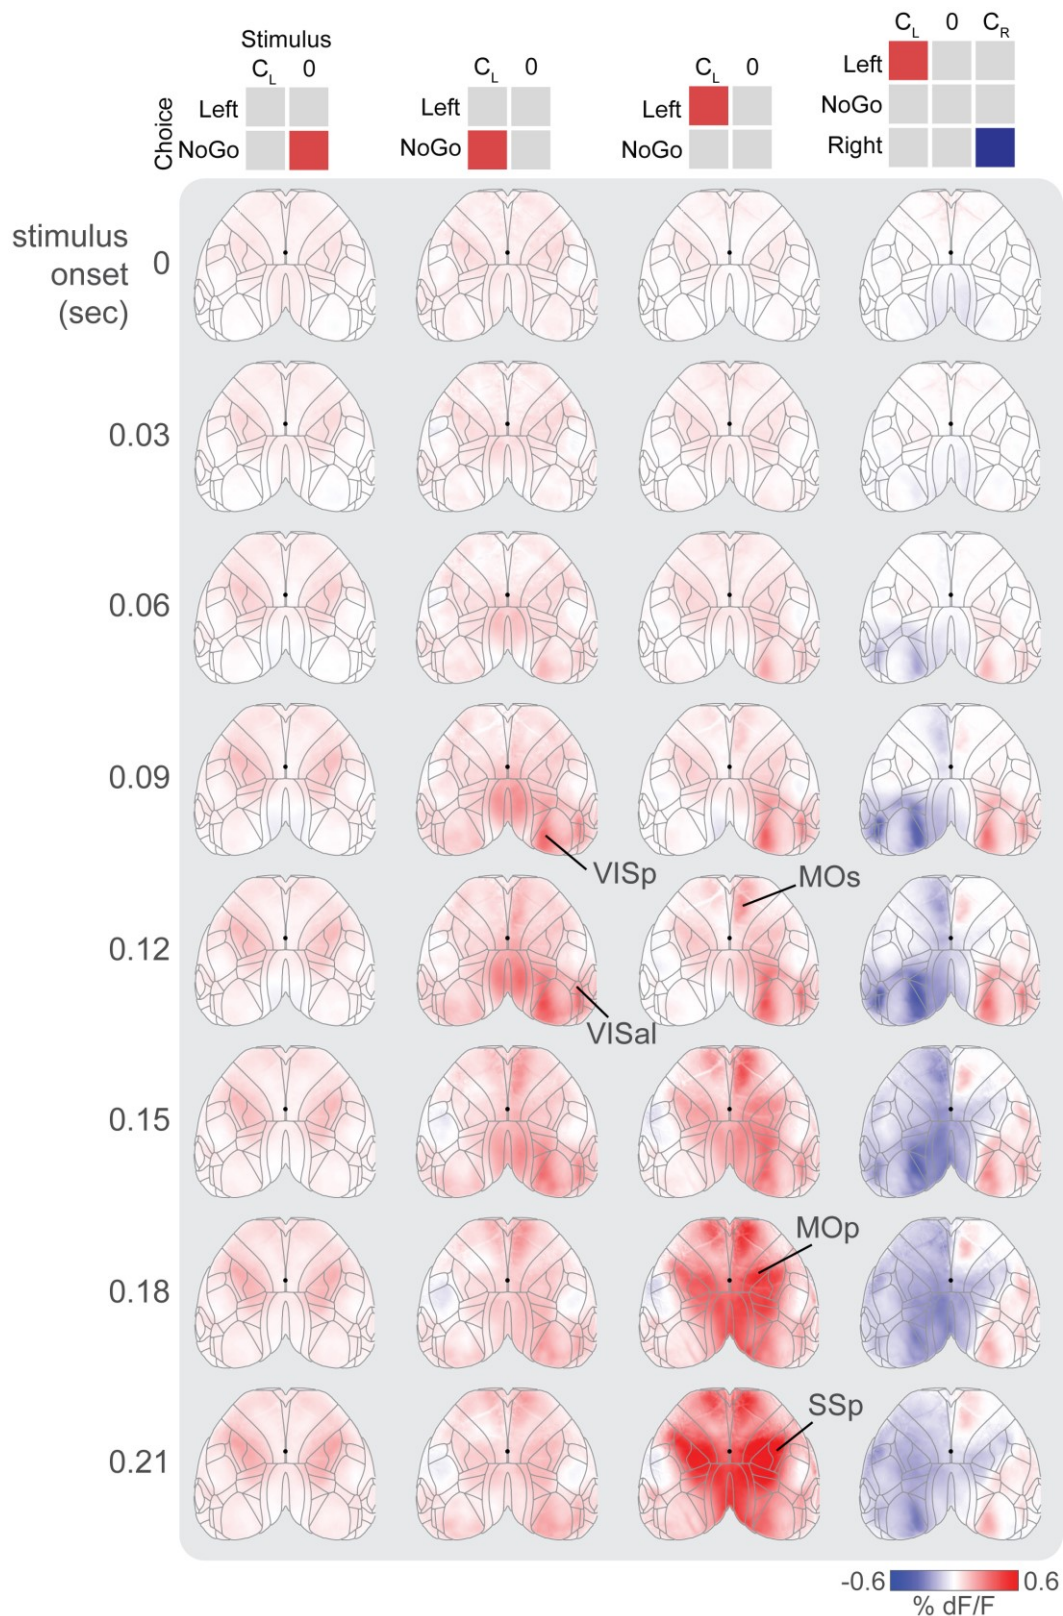 Stimulus
C_L 0
Choice
Left
NoGo
C_L 0
Left
NoGo
C_L 0
Left
NoGo
C_L 0 C_R
Left
NoGo
Right
stimulus
onset
(sec)
0
0.03
0.06
0.09
VISp
MOs
0.12
VISal
0.15
MOp
0.18
SSp
0.21
-0.6 0.6
% dF/F